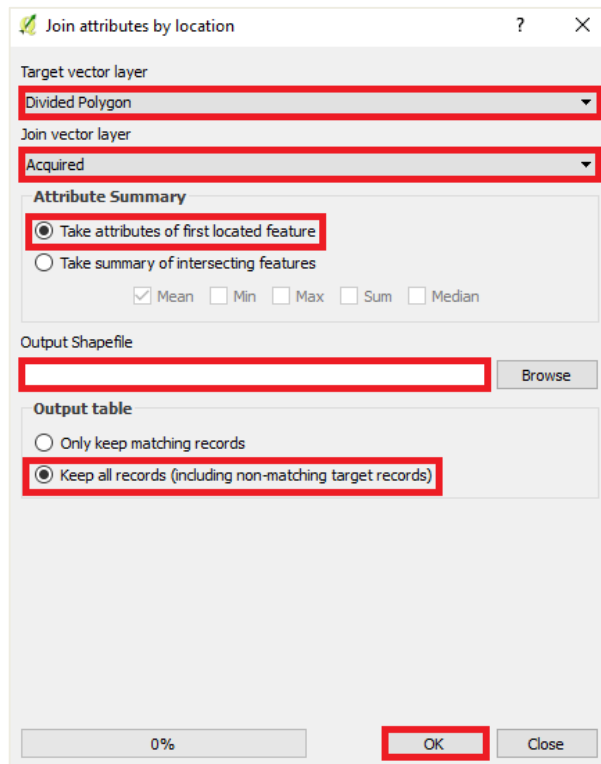 Join attributes by location ? ×
Target vector layer
Divided Polygon
Join vector layer
Acquired
Attribute Summary
Take attributes of first located feature
Take summary of intersecting features
Mean Min Max Sum Median
Output Shapefile
Browse
Output table
Only keep matching records
Keep all records (including non-matching target records)
0% OK Close